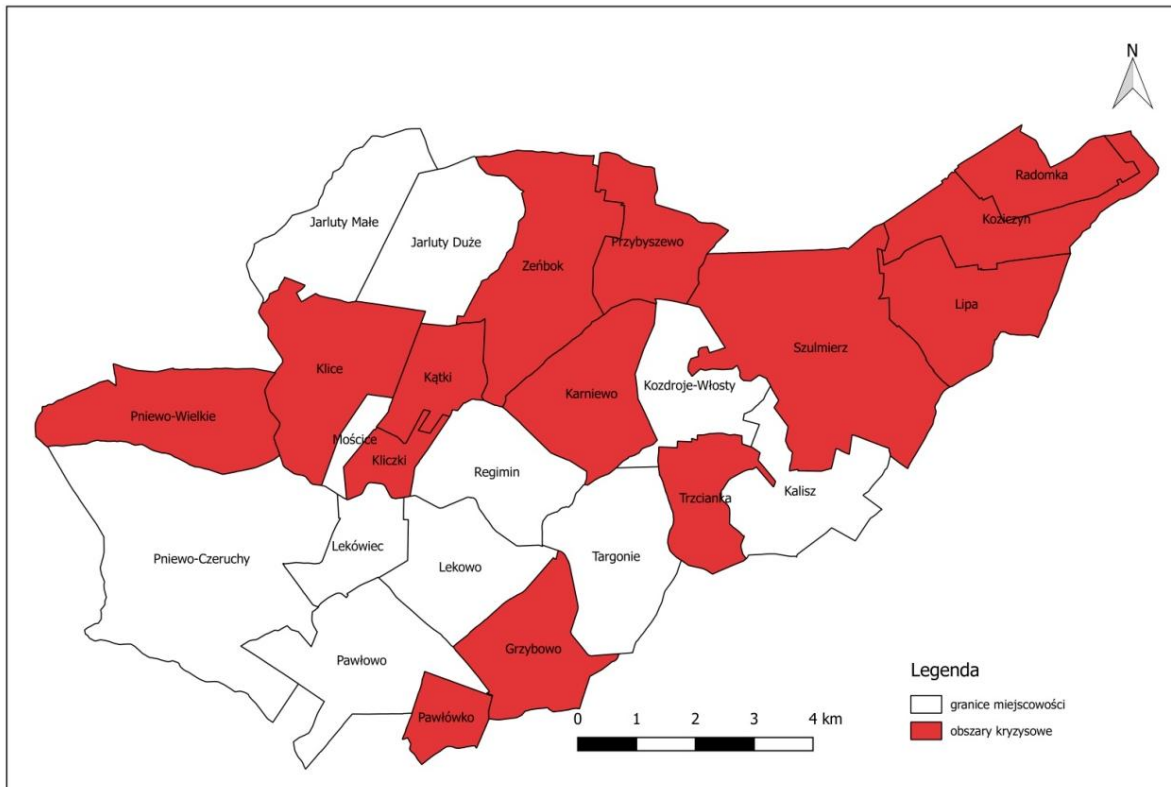 N
Radomka
Jarluty Małe
Koziczyn
Jarluty Duże
Przybyszewo
Zeńbok
Lipa
Szulmierz
Klice
Kątki
Kozdroje-Włosty
Karniewo
Pniewo-Wielkie
Mościce
Kliczki
Regimin
Kalisz
Trzcianka
Lekówiec
Pniewo-Czeruchy
Targonie
Lekowo
Grzybowo
Pawłowo
Pawłówko
0 1 2 3 4 km
Legenda
granice miejscowości
obszary kryzysowe